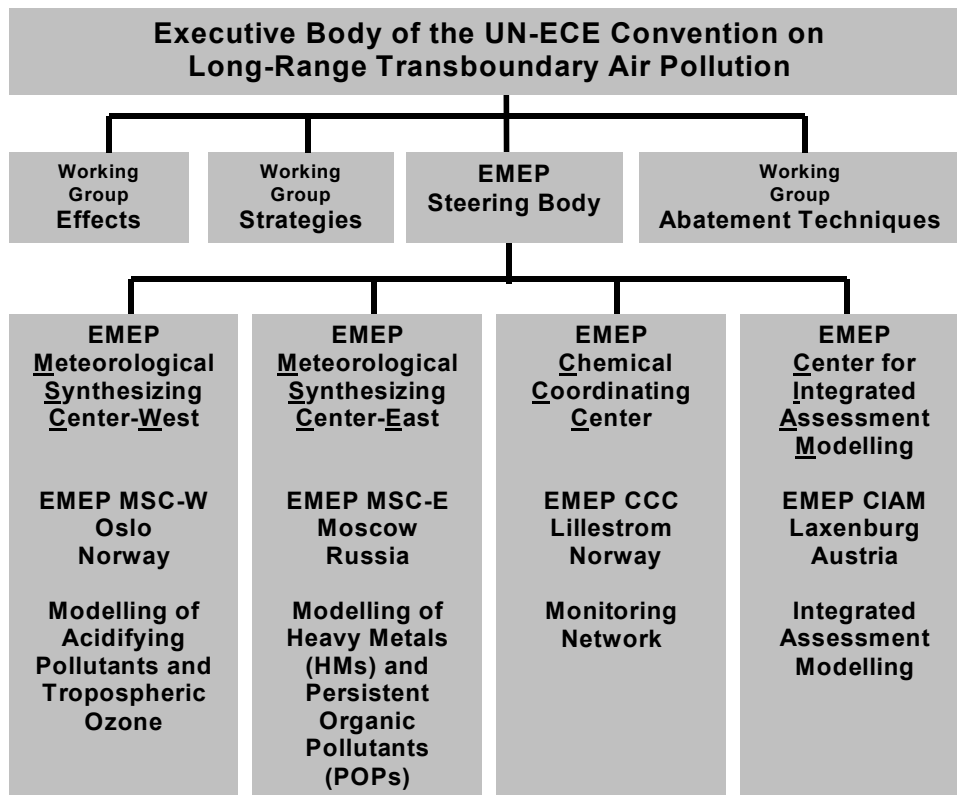 Executive Body of the UN-ECE Convention on
Long-Range Transboundary Air Pollution
Working
Group
Effects
Working
Group
Strategies
EMEP
Steering Body
Working
Group
Abatement Techniques
EMEP
Meteorological
Synthesizing
Center-West
EMEP MSC-W
Oslo
Norway
Modelling of
Acidifying
Pollutants and
Tropospheric
Ozone
EMEP
Meteorological
Synthesizing
Center-East
EMEP MSC-E
Moscow
Russia
Modelling of
Heavy Metals
(HMs) and
Persistent
Organic
Pollutants
(POPs)
EMEP
Chemical
Coordinating
Center
EMEP CCC
Lillestrom
Norway
Monitoring
Network
EMEP
Center for
Integrated
Assessment
Modelling
EMEP CIAM
Laxenburg
Austria
Integrated
Assessment
Modelling